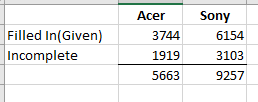 Acer Sony
Filled In(Given) 3744 6154
Incomplete 1919 3103
5663 9257